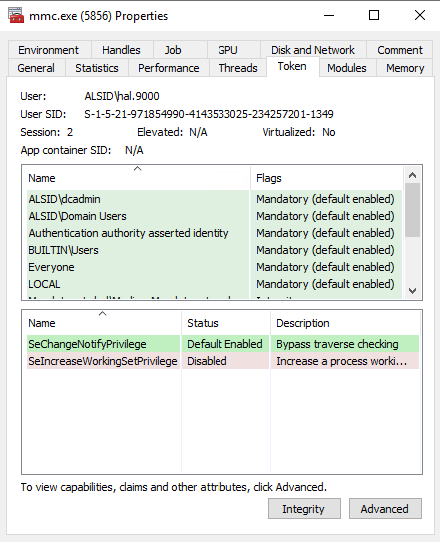 mmc.exe (5856) Properties
Environment Handles Job GPU Disk and Network Comment
General Statistics Performance Threads Token Modules Memory
User: ALSID\hal.9000
User SID: S-1-5-21-971854990-4143533025-234257201-1349
Session: 2 Elevated: N/A Virtualized: No
App container SID: N/A
Name Flags
ALSID\dcadmin Mandatory (default enabled)
ALSID\Domain Users Mandatory (default enabled)
Authentication authority asserted identity Mandatory (default enabled)
BUILTIN\Users Mandatory (default enabled)
Everyone Mandatory (default enabled)
LOCAL Mandatory (default enabled)
Name Status Description
SeChangeNotifyPrivilege Default Enabled Bypass traverse checking
SeIncreaseWorkingSetPrivilege Disabled Increase a process worki...
To view capabilities, claims and other attributes, click Advanced.
Integrity Advanced